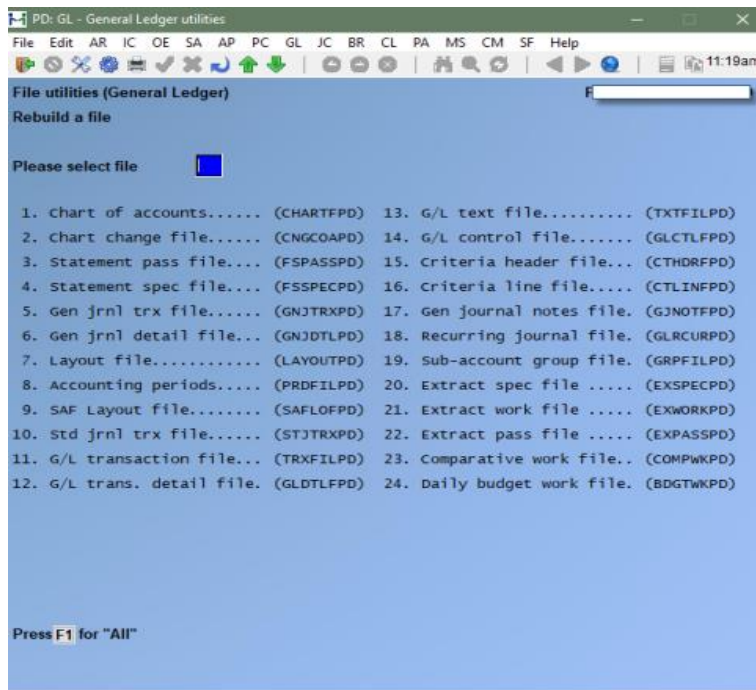 PD: GL - General Ledger utilities
File Edit AR IC OE SA AP PC GL JC BR CL PA MS CM SF Help
11:19am
File utilities (General Ledger)
Rebuild a file
Please select file
1. Chart of accounts...... (CHARTFPD) 13. G/L text file.......... (TXTFILPD)
2. Chart change file...... (CNGCOAPD) 14. G/L control file....... (GLCTLFPD)
3. Statement pass file.... (FSPASSPD) 15. Criteria header file... (CTHDRFPD)
4. Statement spec file.... (FSSPECPD) 16. Criteria line file..... (CTLINFPD)
5. Gen jrnl trx file...... (GNJTRXPD) 17. Gen journal notes file. (GJNOTFPD)
6. Gen jrnl detail file... (GNJDTLPD) 18. Recurring journal file. (GLRCURPD)
7. Layout file............ (LAYOUTPD) 19. Sub-account group file. (GRPFILPD)
8. Accounting periods..... (PRDFILPD) 20. Extract spec file ..... (EXSPECPD)
9. SAF Layout file........ (SAFLOFPD) 21. Extract work file ..... (EXWORKPD)
10. Std jrnl trx file...... (STJTRXPD) 22. Extract pass file ..... (EXPASSPD)
11. G/L transaction file... (TRXFILPD) 23. Comparative work file.. (COMPWKPD)
12. G/L trans. detail file. (GLDTLFPD) 24. Daily budget work file. (BDGTWKPD)
Press F1 for "All"